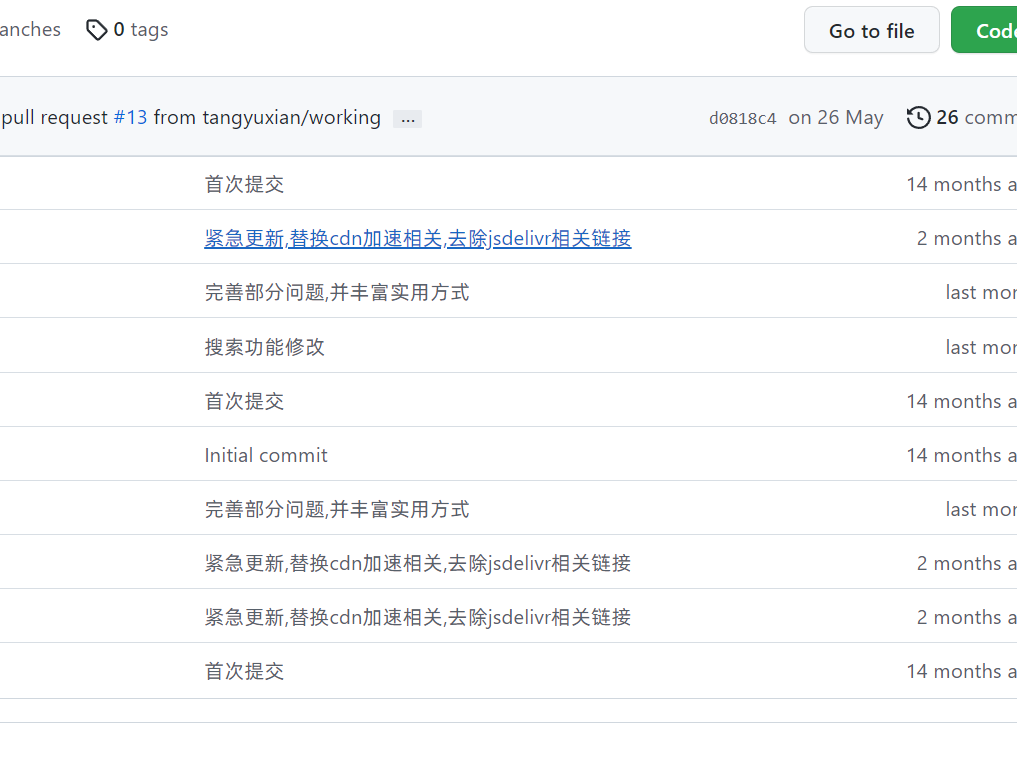 anches 0 tags Go to file Code
pull request #13 from tangyuxian/working ... d0818c4 on 26 May 26 comm
首次提交 14 months a
紧急更新,替换cdn加速相关,去除jsdelivr相关链接 2 months a
完善部分问题,并丰富实用方式 last mon
搜索功能修改 last mon
首次提交 14 months a
Initial commit 14 months a
完善部分问题,并丰富实用方式 last mon
紧急更新,替换cdn加速相关,去除jsdelivr相关链接 2 months a
紧急更新,替换cdn加速相关,去除jsdelivr相关链接 2 months a
首次提交 14 months a